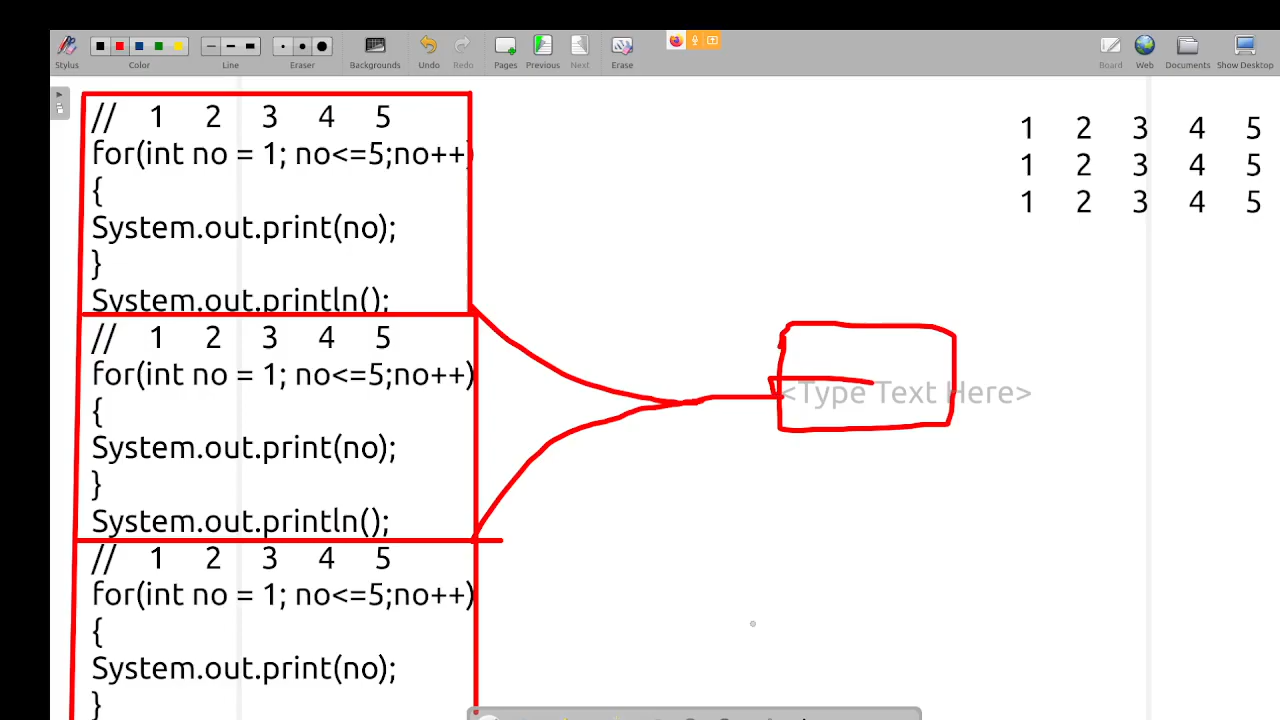 Stylus
Color
Line
Eraser
Backgrounds
Undo
Redo
Pages
Previous
Next
Erase
Board
Web
Documents
Show Desktop
// 1 2 3 4 5
for(int no = 1; no<=5;no++)
{
System.out.print(no);
}
System.out.println();
// 1 2 3 4 5
for(int no = 1; no<=5;no++)
{
System.out.print(no);
}
System.out.println();
// 1 2 3 4 5
for(int no = 1; no<=5;no++)
{
System.out.print(no);
}
<Type Text Here>
1 2 3 4 5
1 2 3 4 5
1 2 3 4 5